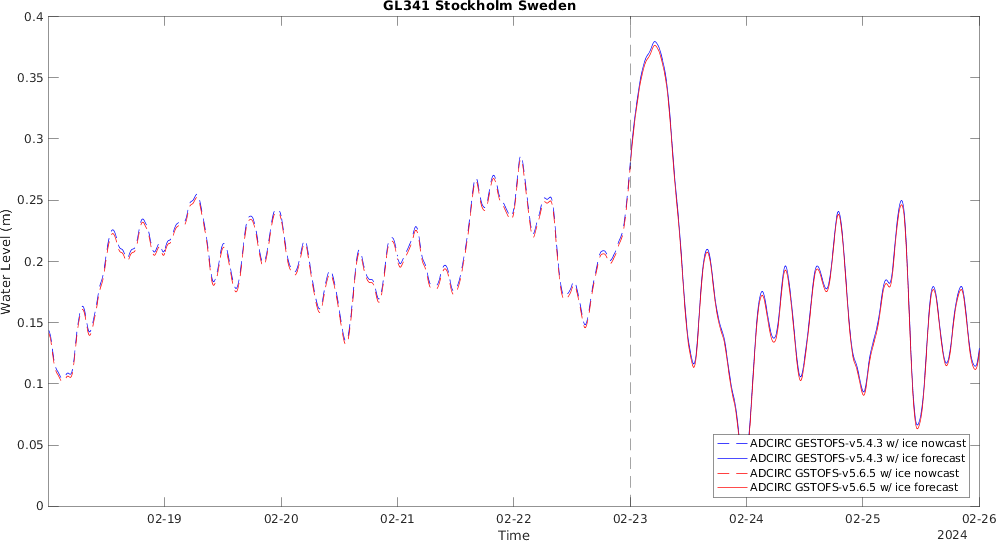 GL341 Stockholm Sweden
0.4
0.35
0.3
0.25
0.2
0.15
0.1
0.05
0
Water Level (m)
ADCIRC GESTOFS-v5.4.3 w/ ice nowcast
ADCIRC GESTOFS-v5.4.3 w/ ice forecast
ADCIRC GSTOFS-v5.6.5 w/ ice nowcast
ADCIRC GSTOFS-v5.6.5 w/ ice forecast
02-19 02-20 02-21 02-22 02-23 02-24 02-25 02-26
Time
2024